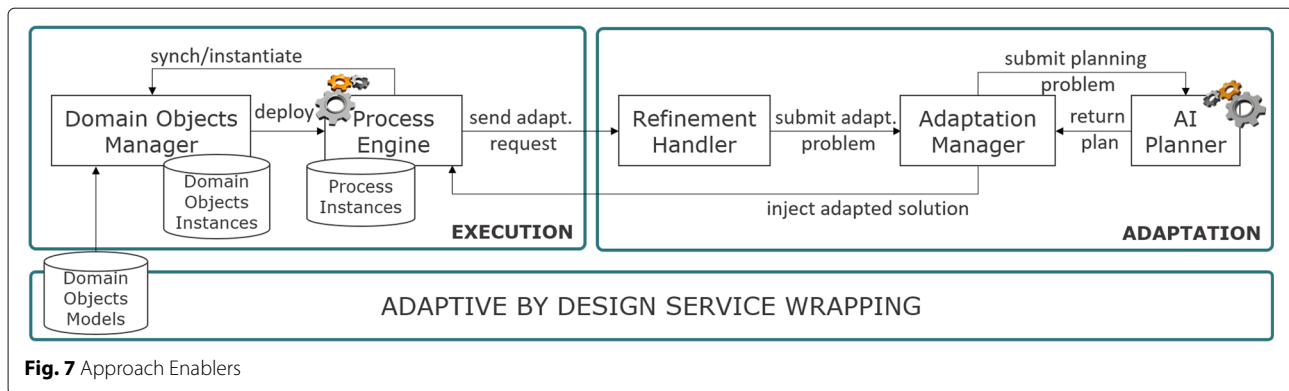 synch/instantiate
submit planning
problem
Domain Objects
Manager
deploy
Process
Engine
send adapt.
request
Refinement
Handler
submit adapt.
problem
Adaptation
Manager
return
plan
AI
Planner
Domain
Objects
Instances
Process
Instances
inject adapted solution
EXECUTION
ADAPTATION
Domain
Objects
Models
ADAPTIVE BY DESIGN SERVICE WRAPPING
Fig. 7 Approach Enablers